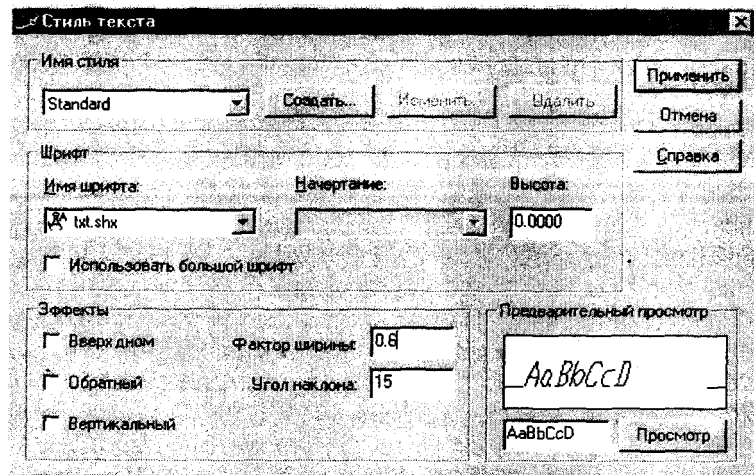 Стиль текста
Имя стиля
Standard
Создать...
Изменить
Удалить
Применить
Отмена
Справка
Шрифт
Имя шрифта:
Начертание:
Высота:
txt.shx
0.0000
Использовать большой шрифт
Эффекты
Вверх дном
Фактор ширины:
0.6
Обратный
Угол наклона:
15
Вертикальный
Предварительный просмотр
AaBbCcD
AaBbCcD
Просмотр